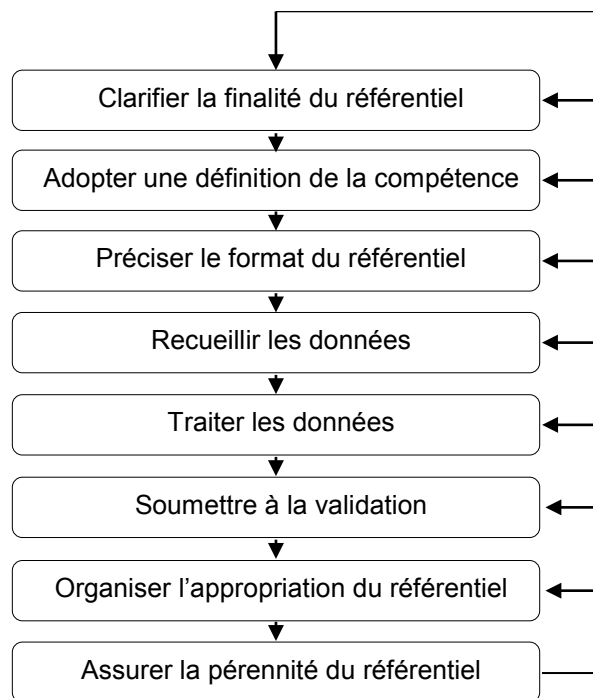 Clarifier la finalité du référentiel
Adopter une définition de la compétence
Préciser le format du référentiel
Recueillir les données
Traiter les données
Soumettre à la validation
Organiser l’appropriation du référentiel
Assurer la pérennité du référentiel